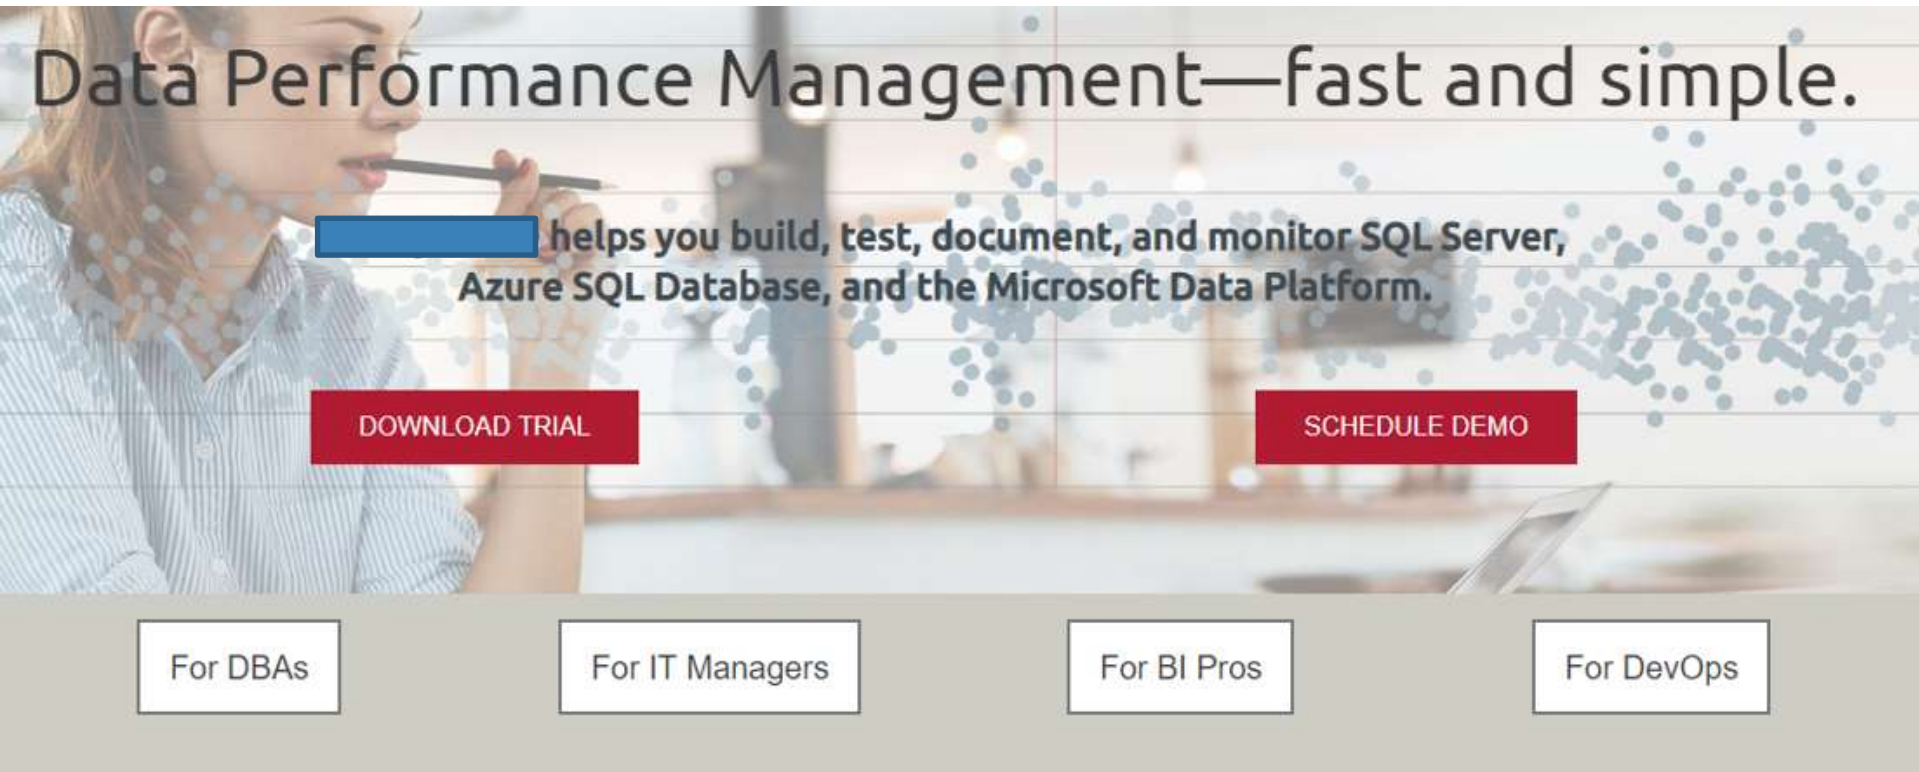 Data Performance Management—fast and simple.
helps you build, test, document, and monitor SQL Server,
Azure SQL Database, and the Microsoft Data Platform.
DOWNLOAD TRIAL
SCHEDULE DEMO
For DBAs
For IT Managers
For BI Pros
For DevOps